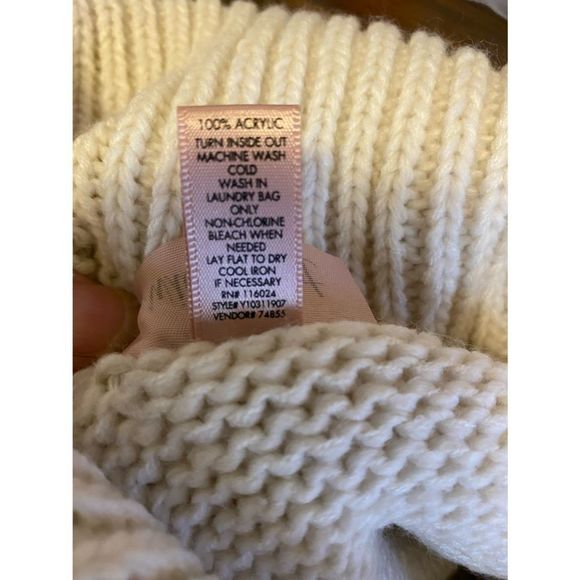 100% ACRYLIC
TURN INSIDE OUT
MACHINE WASH
COLD
WASH IN
LAUNDRY BAG
ONLY
NON-CHLORINE
BLEACH WHEN
NEEDED
LAY FLAT TO DRY
COOL IRON
IF NECESSARY
RN# 116024
STYLE# Y10311907
VENDOR# 74855